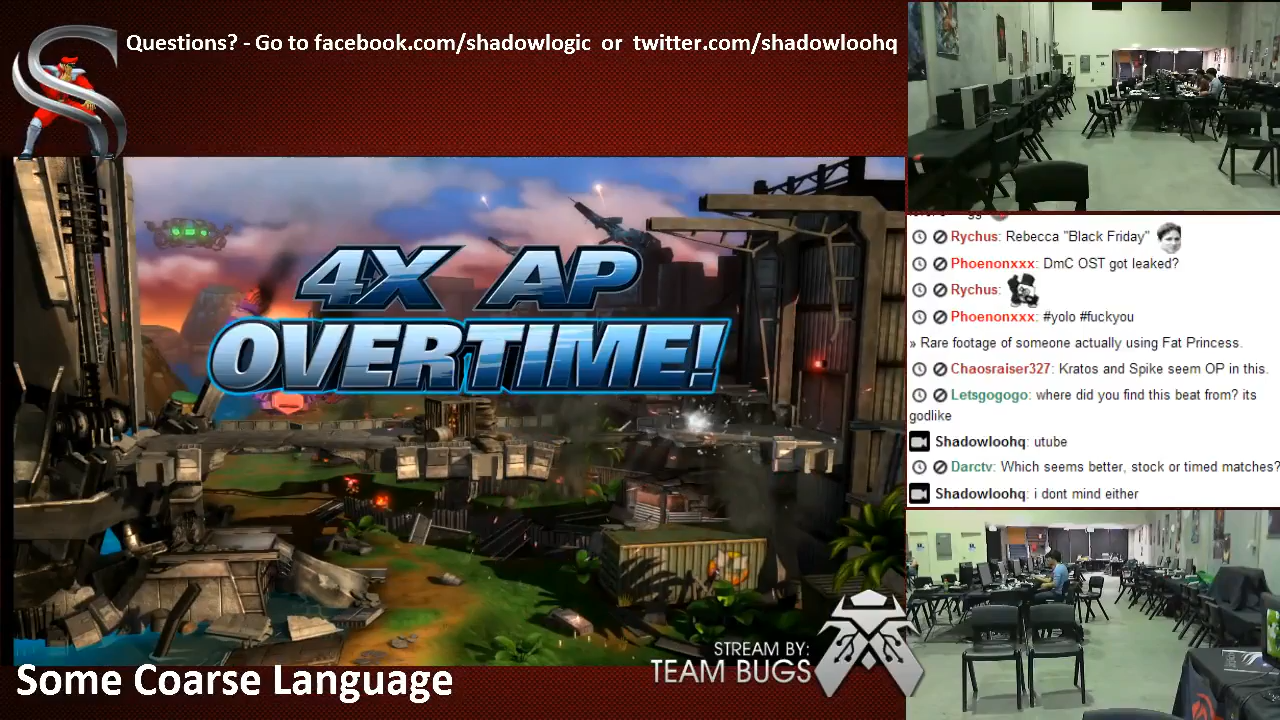 Questions? - Go to facebook.com/shadowlogic or twitter.com/shadowloohq
4X AP
OVERTIME!
Rychus: Rebecca "Black Friday"
Phoenonxxx: DmC OST got leaked?
Rychus:
Phoenonxxx: #yolo #fuckyou
» Rare footage of someone actually using Fat Princess.
Chaosraiser327: Kratos and Spike seem OP in this.
Letsgogogo: where did you find this beat from? its
godlike
Shadowloohq: utube
Darctv: Which seems better, stock or timed matches?
Shadowloohq: i dont mind either
STREAM BY:
TEAM BUGS
Some Coarse Language